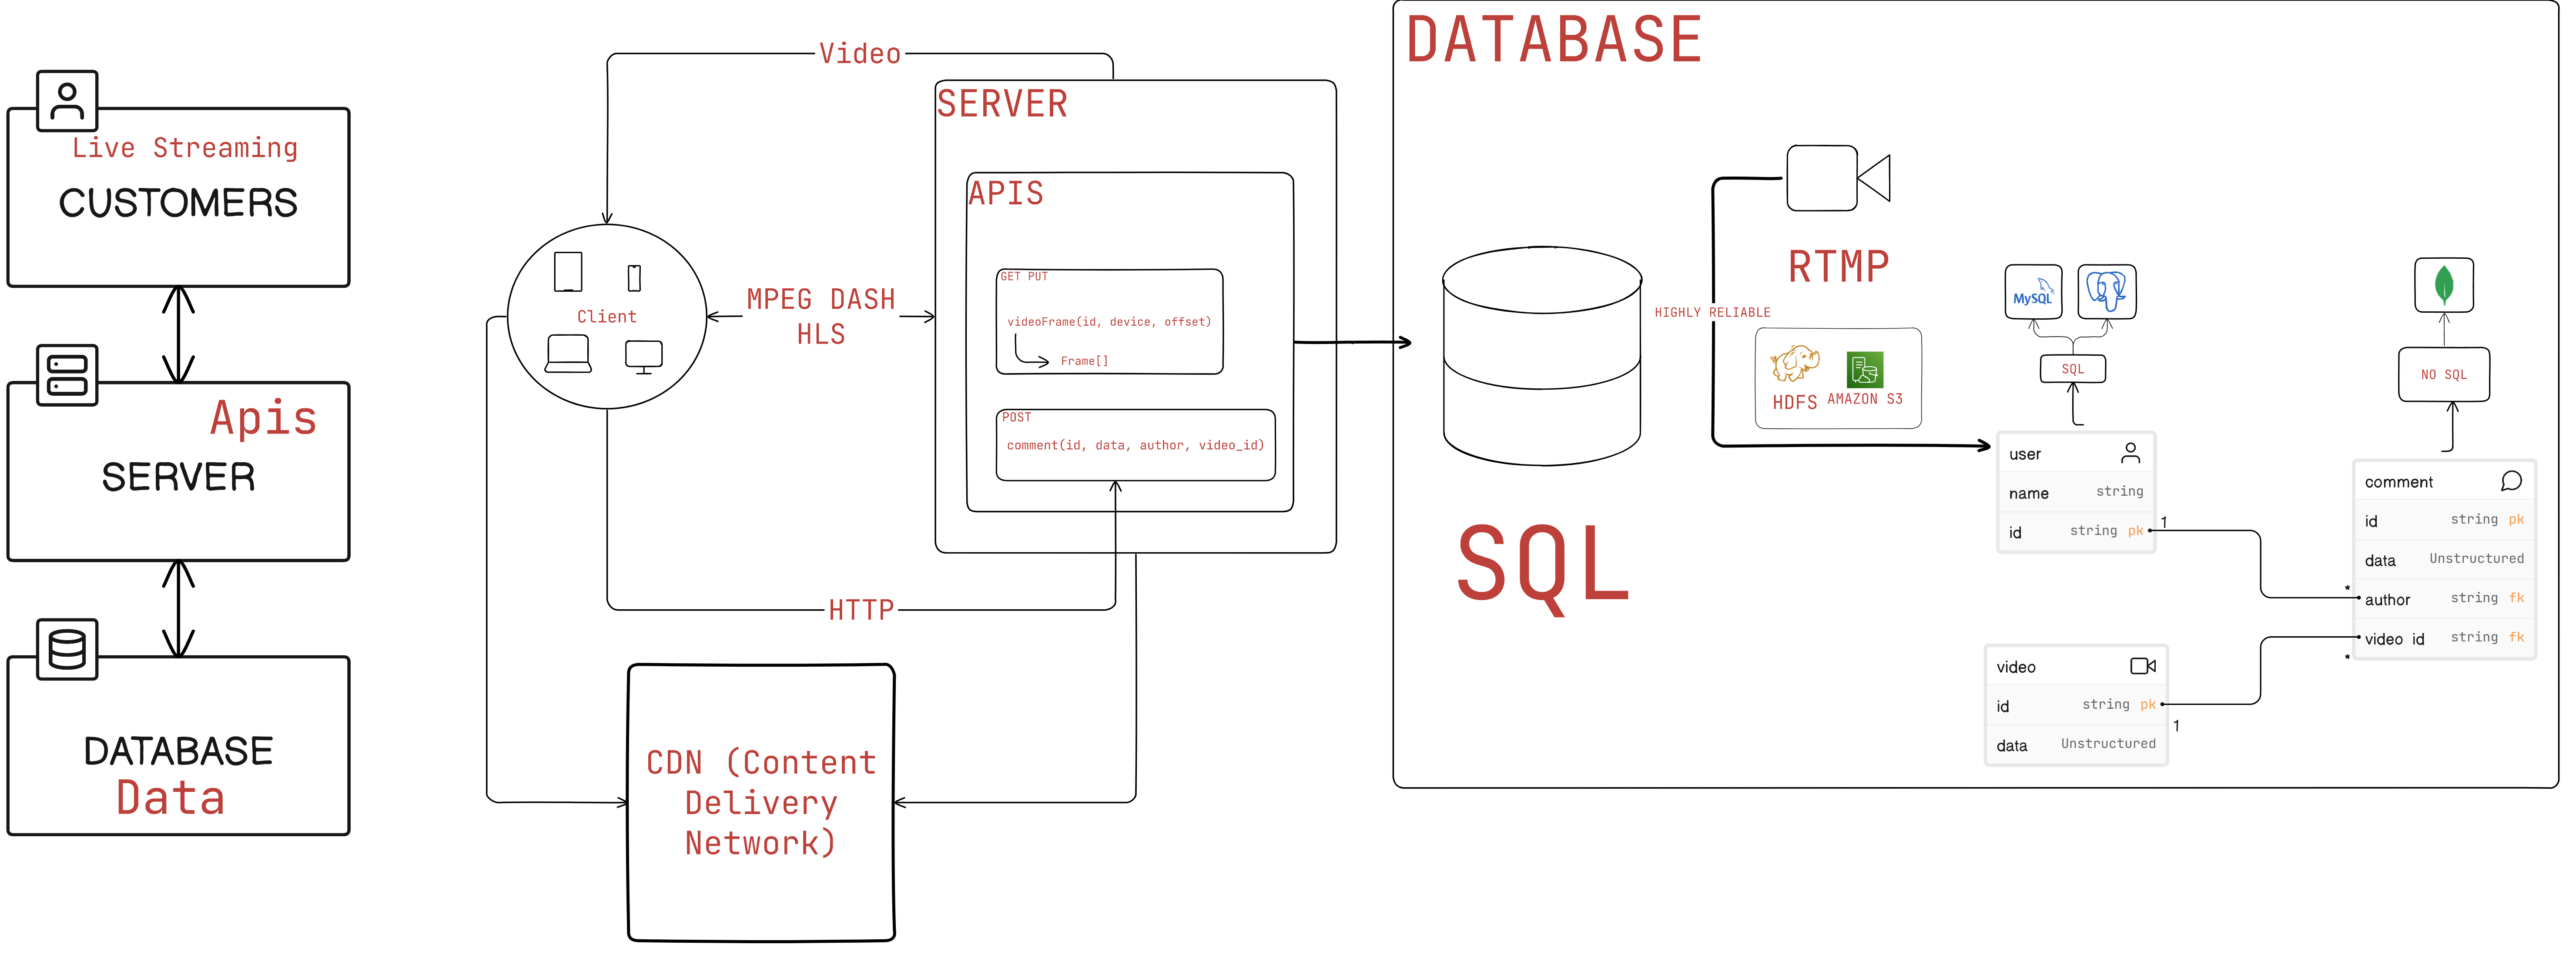 Live Streaming
CUSTOMERS
Apis
SERVER
DATABASE
Data
Video
Client
MPEG DASH
HLS
HTTP
CDN (Content
Delivery
Network)
SERVER
APIS
GET PUT
videoFrame(id, device, offset)
Frame[]
POST
comment(id, data, author, video_id)
DATABASE
SQL
RTMP
HIGHLY RELIABLE
HDFS
AMAZON S3
MySQL
SQL
NO SQL
user
name string
id string pk
1
video
id string pk
1
data Unstructured
comment
id string pk
data Unstructured
*
author string fk
video id string fk
*